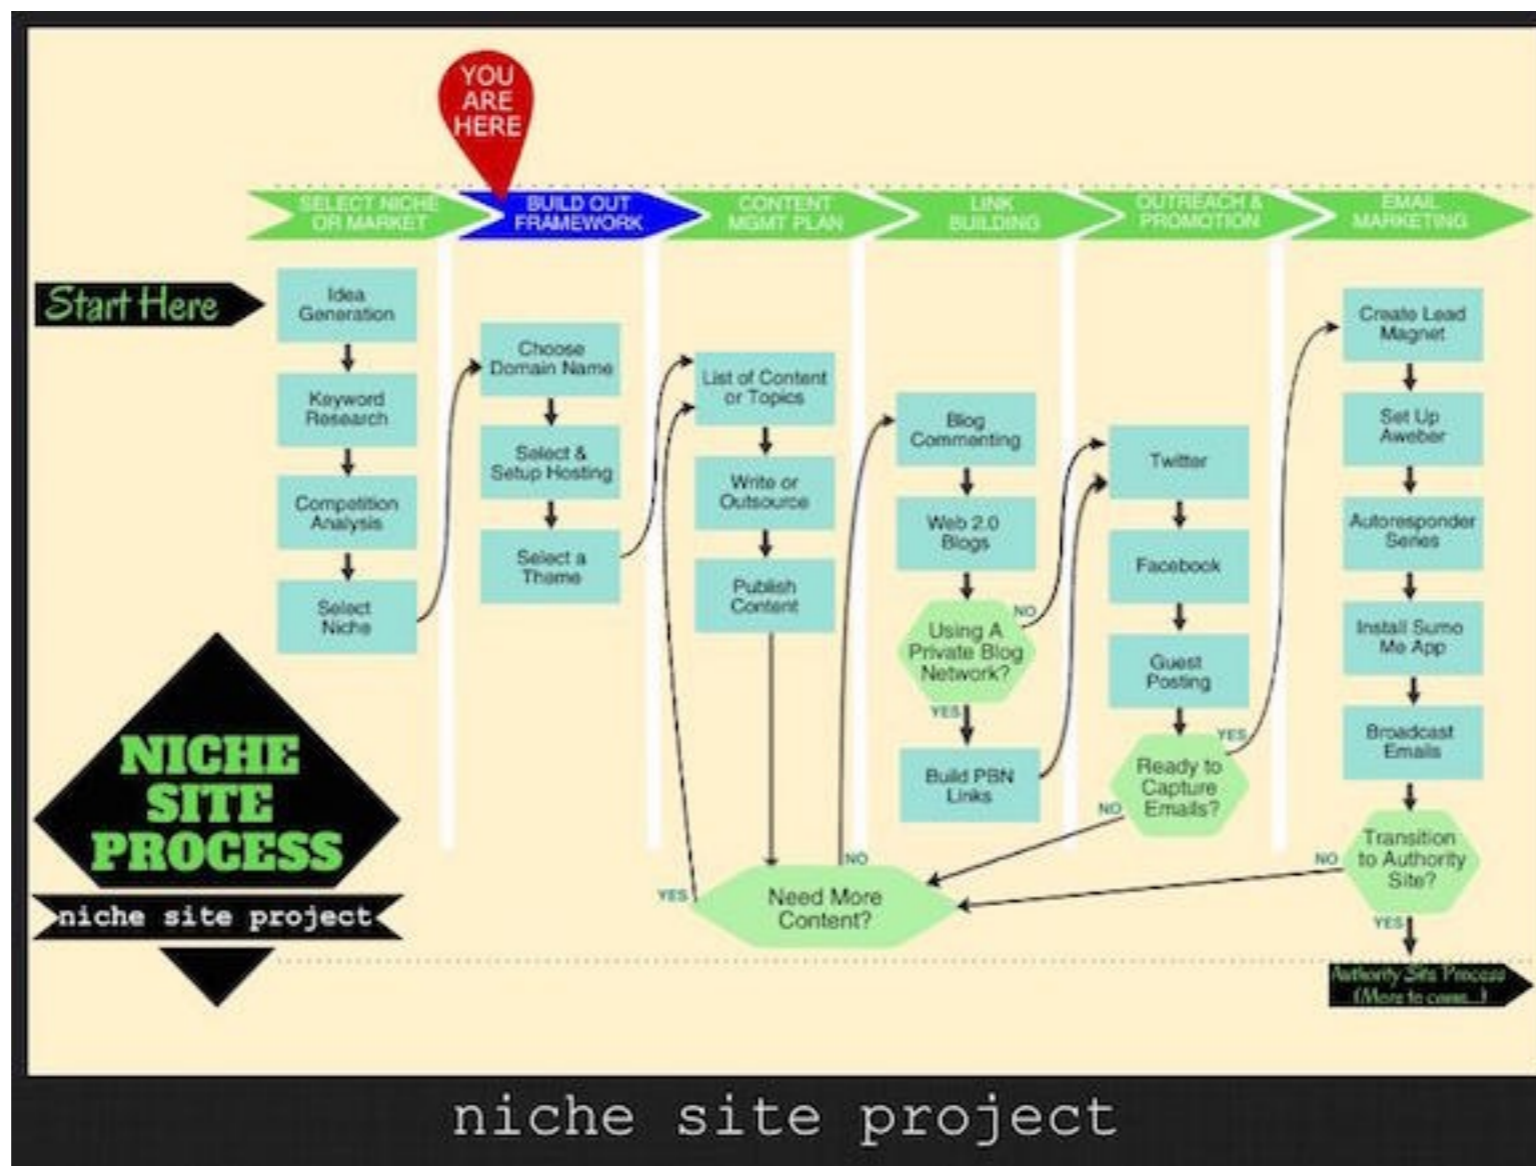 YOU
ARE
HERE
SELECT NICHE
OR MARKET
BUILD OUT
FRAMEWORK
CONTENT
MGMT PLAN
LINK
BUILDING
OUTREACH &
PROMOTION
EMAIL
MARKETING
Start Here
Idea
Generation
Keyword
Research
Competition
Analysis
Select
Niche
Choose
Domain Name
Select &
Setup Hosting
Select a
Theme
List of Content
or Topics
Write or
Outsource
Publish
Content
Need More
Content?
YES
NO
Blog
Commenting
Web 2.0
Blogs
Using A
Private Blog
Network?
NO
YES
Build PBN
Links
Twitter
Facebook
Guest
Posting
Ready to
Capture
Emails?
YES
NO
Create Lead
Magnet
Set Up
Aweber
Autoresponder
Series
Install Sumo
Me App
Broadcast
Emails
Transition
to Authority
Site?
NO
YES
Authority Site Process
(More to come...)
NICHE
SITE
PROCESS
niche site project
niche site project